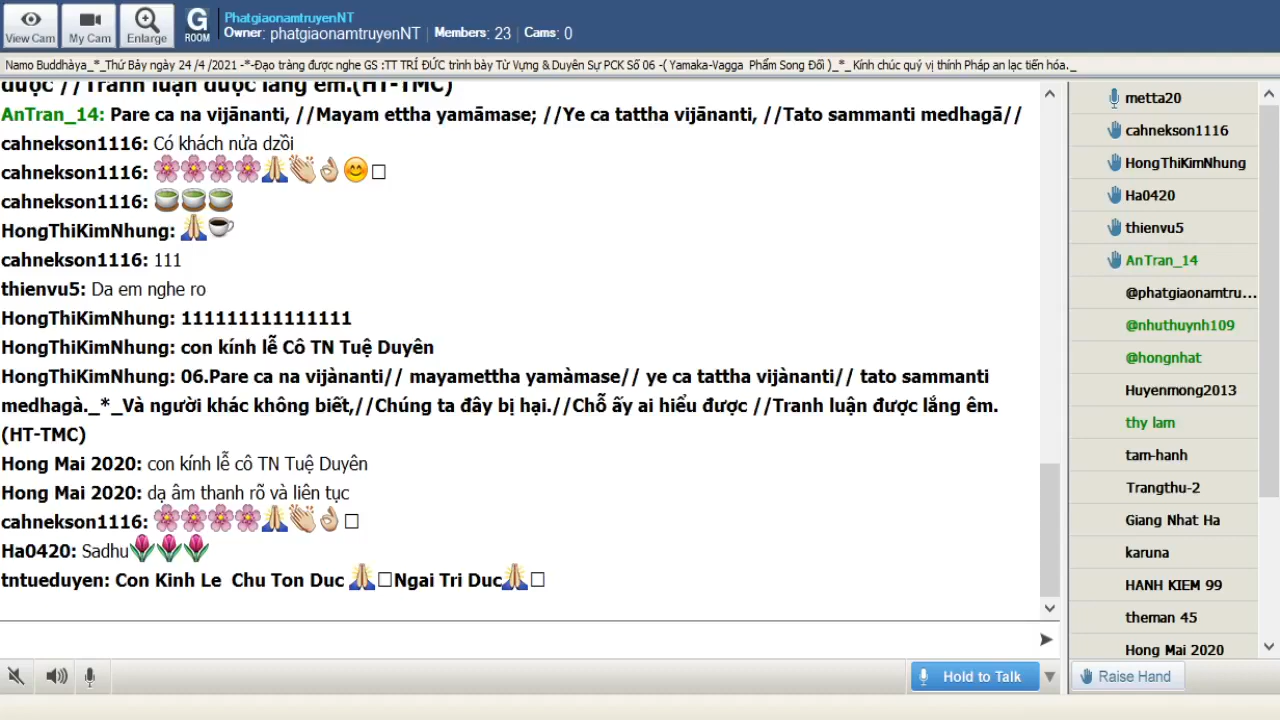 View Cam
My Cam
Enlarge
G
ROOM
PhatgiaonamtruyenNT
Owner: phatgiaonamtruyenNT | Members: 23 | Cams: 0
Namo Buddhàya_*_Thứ Bảy ngày 24 /4 /2021 -*-Đạo tràng được nghe GS :TT TRÍ ĐỨC trình bày Từ Vựng & Duyên Sự PCK Số 06 -( Yamaka-Vagga Phẩm Song Đối )_*_ Kính chúc quý vị thính Pháp an lạc tiến hóa._
được //Tranh luận được lắng êm.(HT-TMC)
AnTran_14: Pare ca na vijānanti, //Mayam ettha yamāmase; //Ye ca tattha vijānanti, //Tato sammanti medhagā//
cahnekson1116: Có khách nửa dzồi
cahnekson1116: 🌸🌸🌸🌸🙏👏👌😊□
cahnekson1116: 🍵🍵🍵
HongThiKimNhung: 🙏☕
cahnekson1116: 111
thienvu5: Da em nghe ro
HongThiKimNhung: 111111111111111
HongThiKimNhung: con kính lễ Cô TN Tuệ Duyên
HongThiKimNhung: 06.Pare ca na vijànanti// mayamettha yamàmase// ye ca tattha vijànanti// tato sammanti
medhagà._*_Và người khác không biết,//Chúng ta đây bị hại.//Chỗ ấy ai hiểu được //Tranh luận được lắng êm.
(HT-TMC)
Hong Mai 2020: con kính lễ cô TN Tuệ Duyên
Hong Mai 2020: dạ âm thanh rõ và liên tục
cahnekson1116: 🌸🌸🌸🌸🙏👏👌□
Ha0420: Sadhu🌷🌷🌷
tntueduyen: Con Kinh Le Chu Ton Duc 🙏□Ngai Tri Duc🙏□
Hold to Talk
metta20
cahnekson1116
HongThiKimNhung
Ha0420
thienvu5
AnTran_14
@phatgiaonamtru...
@nhuthuynh109
@hongnhat
Huyenmong2013
thy lam
tam-hanh
Trangthu-2
Giang Nhat Ha
karuna
HANH KIEM 99
theman 45
Hong Mai 2020
Raise Hand